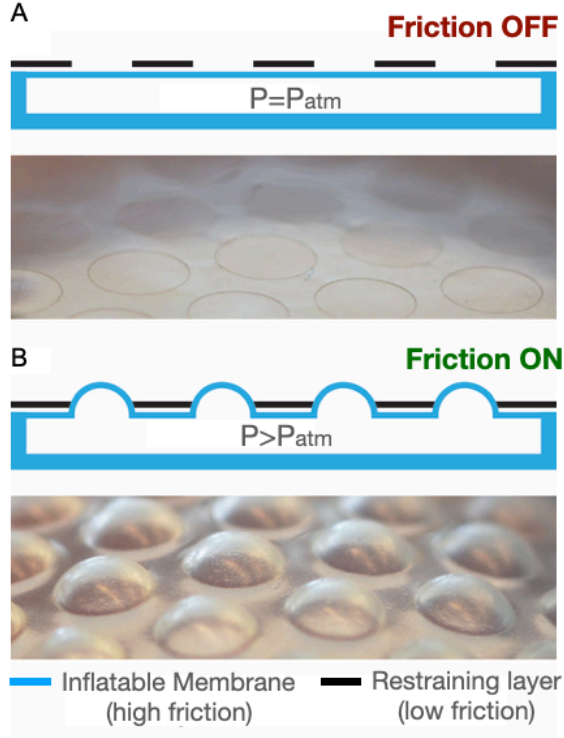 A
Friction OFF
P=Patm
B
Friction ON
P>Patm
Inflatable Membrane
(high friction)
Restraining layer
(low friction)